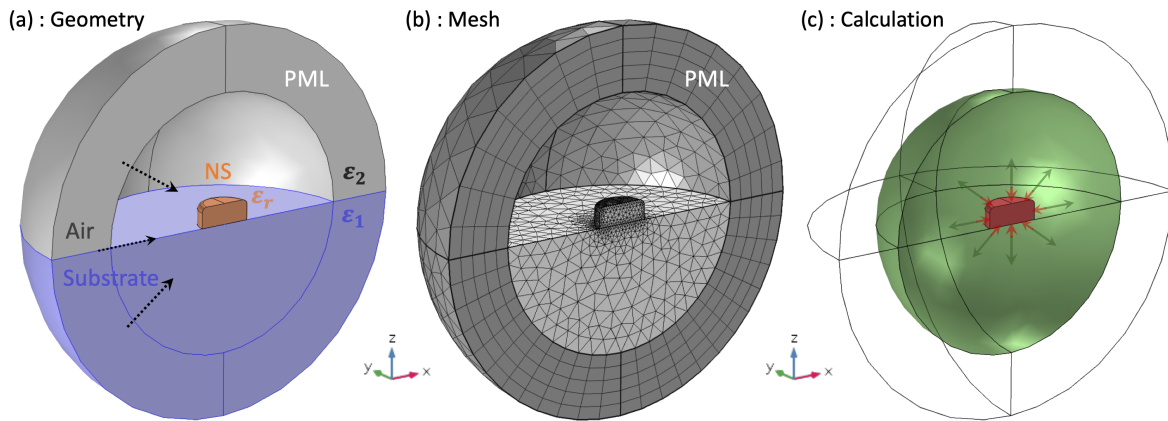 (a) : Geometry
PML
NS
ε₂
εᵣ
ε₁
Air
Substrate
z
y
x
(b) : Mesh
PML
z
y
x
(c) : Calculation